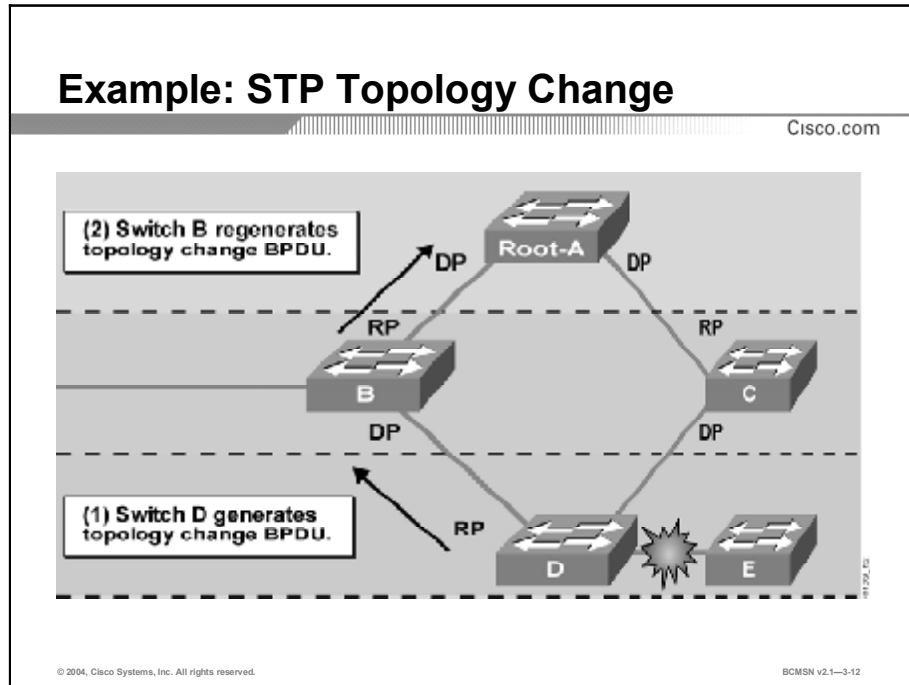 Example: STP Topology Change
Cisco.com
(2) Switch B regenerates
topology change BPDU.
Root-A
DP
DP
RP
RP
B
C
DP
DP
(1) Switch D generates
topology change BPDU.
RP
D
E
© 2004, Cisco Systems, Inc. All rights reserved.
BCMSN v2.1—3-12